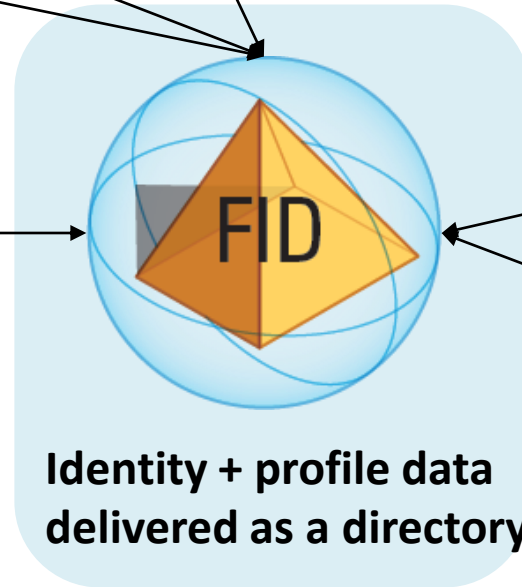 FID
Identity + profile data
delivered as a directory